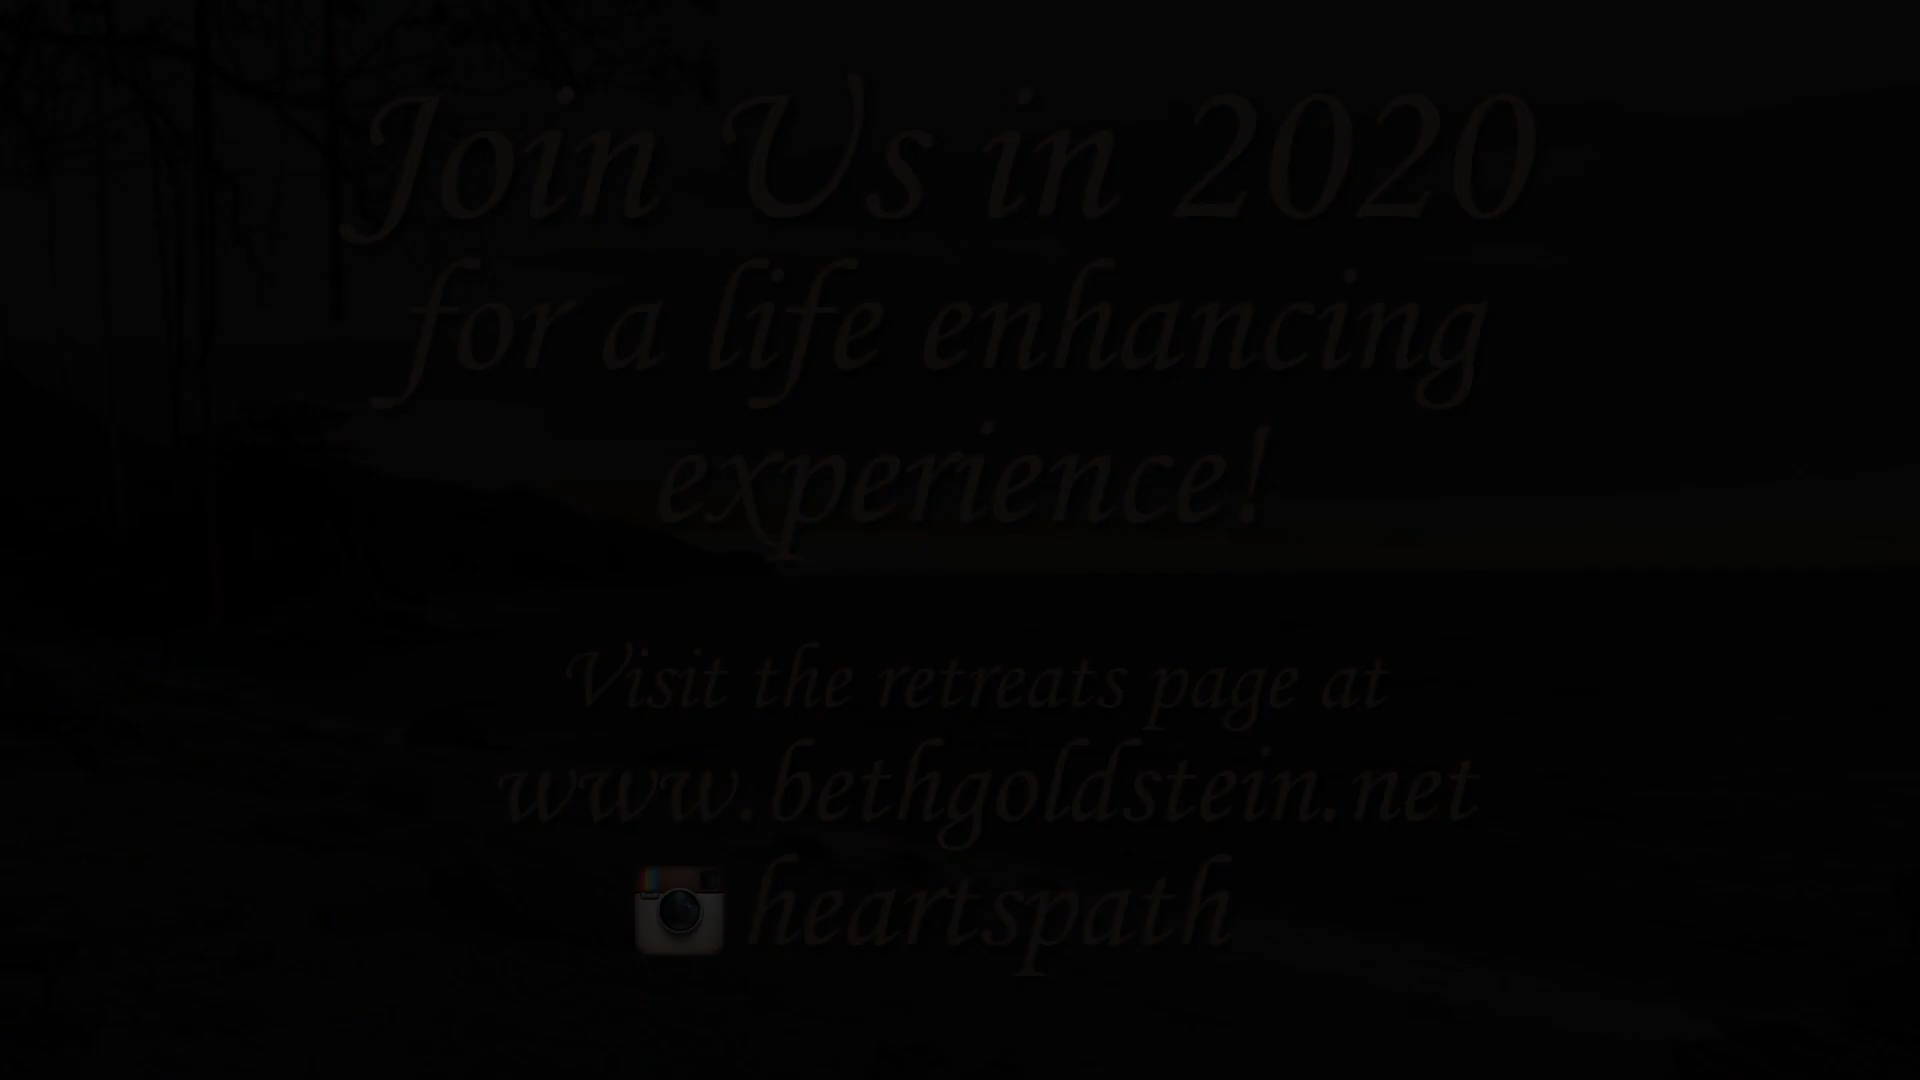 Join Us in 2020
for a life enhancing
experience!
Visit the retreats page at
www.bethgoldstein.net
heartspath